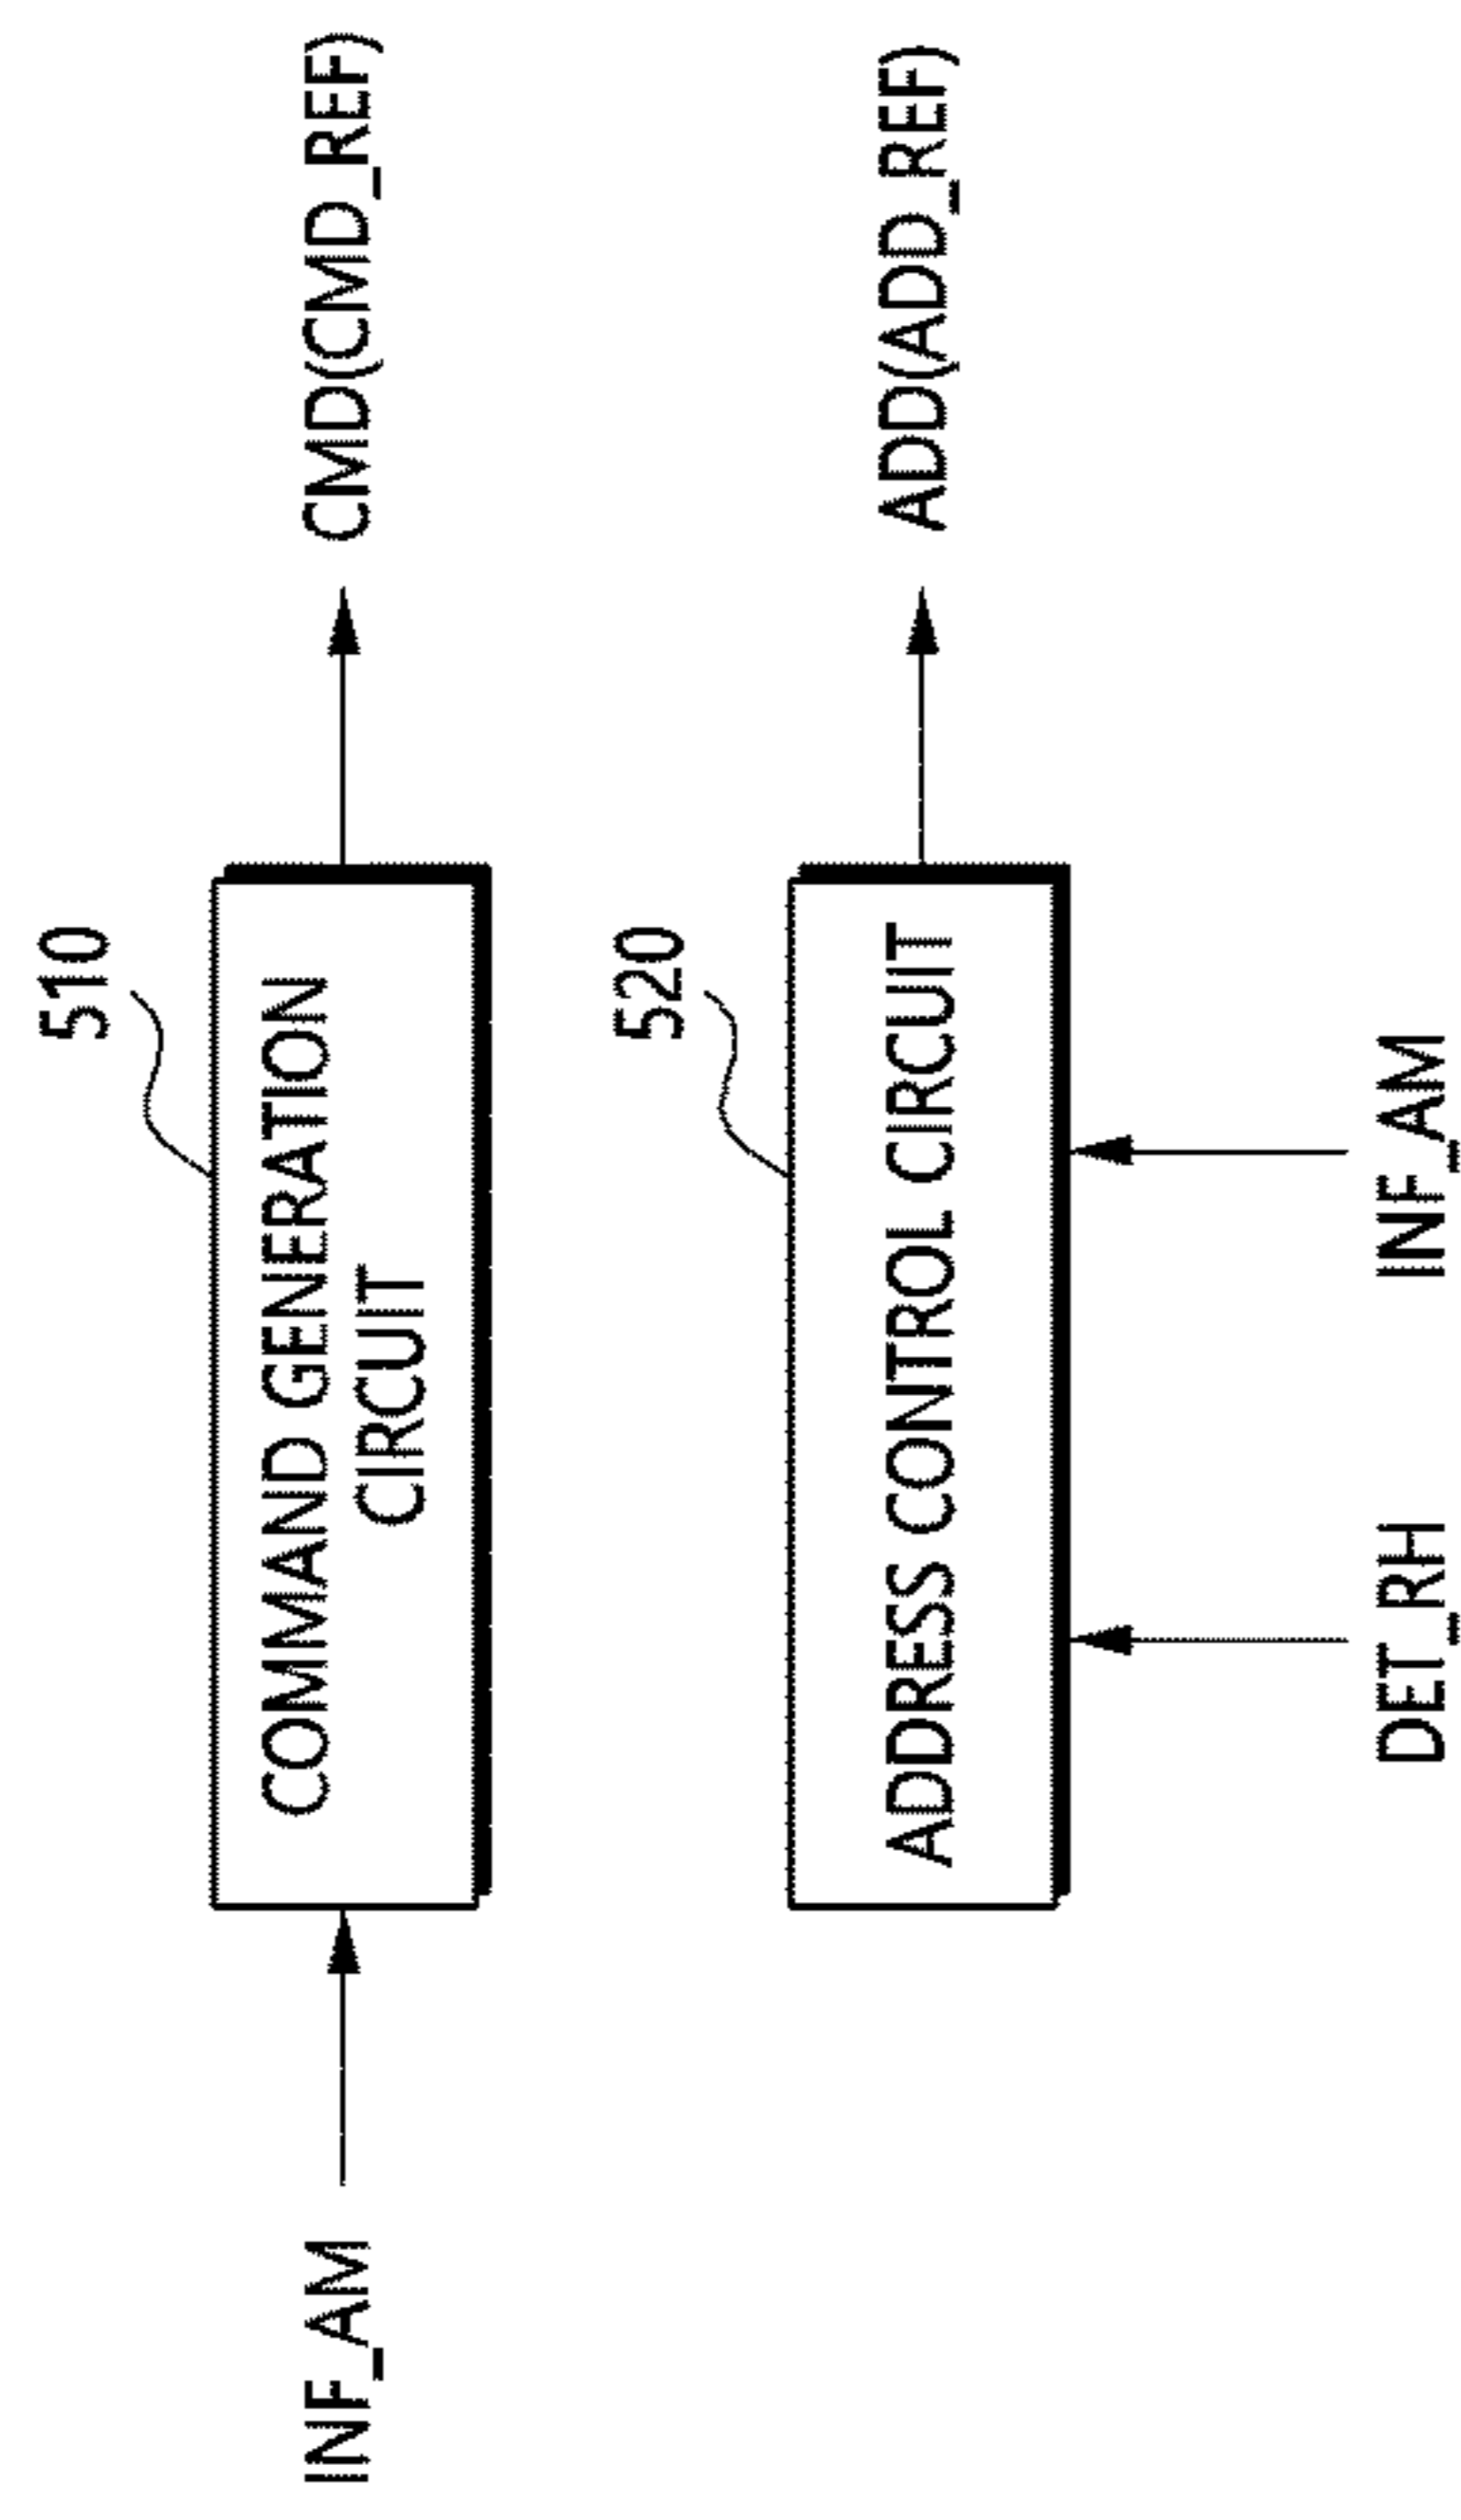 510
INF_AM
COMMAND GENERATION
CIRCUIT
CMD(CMD_REF)
520
ADDRESS CONTROL CIRCUIT
ADD(ADD_REF)
DET_RH
INF_AM